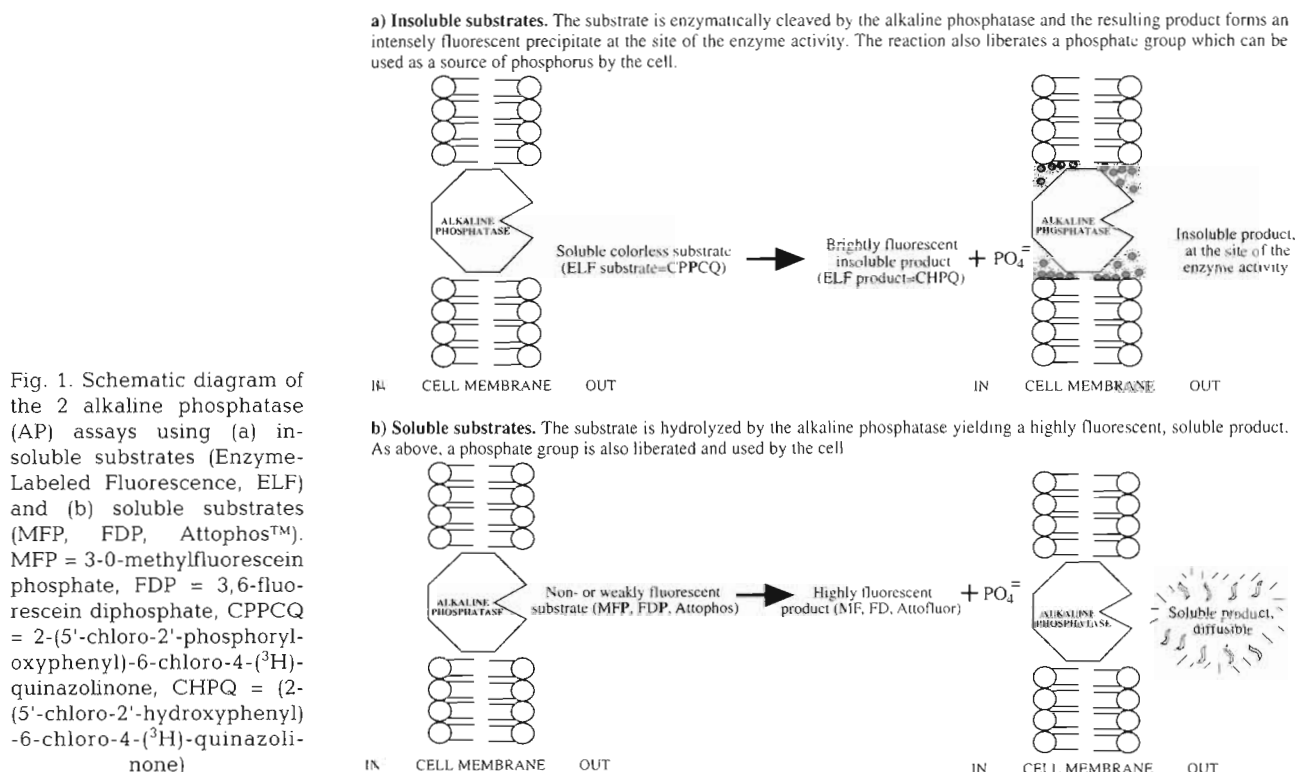 a) Insoluble substrates. The substrate is enzymatically cleaved by the alkaline phosphatase and the resulting product forms an
intensely fluorescent precipitate at the site of the enzyme activity. The reaction also liberates a phosphate group which can be
used as a source of phosphorus by the cell.
ALKALINE
PHOSPHATASE
Soluble colorless substrate
(ELF substrate=CPPCQ)
Brightly fluorescent
insoluble product
(ELF product=CHPQ)
+ PO4=
ALKALINE
PHOSPHATASE
Insoluble product,
at the site of the
enzyme activity
IN CELL MEMBRANE OUT
IN CELL MEMBRANE OUT
b) Soluble substrates. The substrate is hydrolyzed by the alkaline phosphatase yielding a highly fluorescent, soluble product.
As above, a phosphate group is also liberated and used by the cell
ALKALINE
PHOSPHATASE
Non- or weakly fluorescent
substrate (MFP, FDP, Attophos)
Highly fluorescent
product (MF, FD, Attofluor)
+ PO4=
ALKALINE
PHOSPHATASE
Soluble product,
diffusible
IN CELL MEMBRANE OUT
IN CELL MEMBRANE OUT
Fig. 1. Schematic diagram of
the 2 alkaline phosphatase
(AP) assays using (a) in-
soluble substrates (Enzyme-
Labeled Fluorescence, ELF)
and (b) soluble substrates
(MFP, FDP, Attophos™).
MFP = 3-0-methylfluorescein
phosphate, FDP = 3,6-fluo-
rescein diphosphate, CPPCQ
= 2-(5'-chloro-2'-phosphoryl-
oxyphenyl)-6-chloro-4-(³H)-
quinazolinone, CHPQ = (2-
(5'-chloro-2'-hydroxyphenyl)
-6-chloro-4-(³H)-quinazoli-
none)